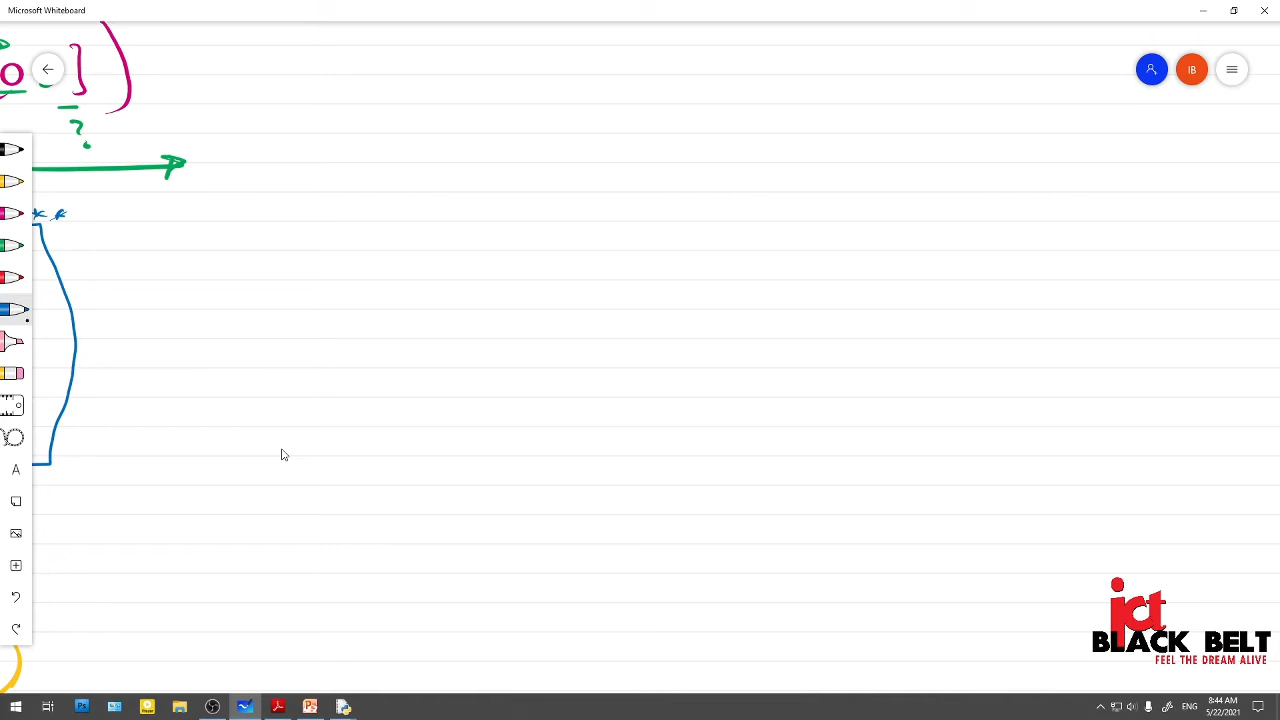 Microsoft Whiteboard
o ]
)
?
IB
**
A
ict
BLACK BELT
FEEL THE DREAM ALIVE
ENG
8:44 AM
5/22/2021